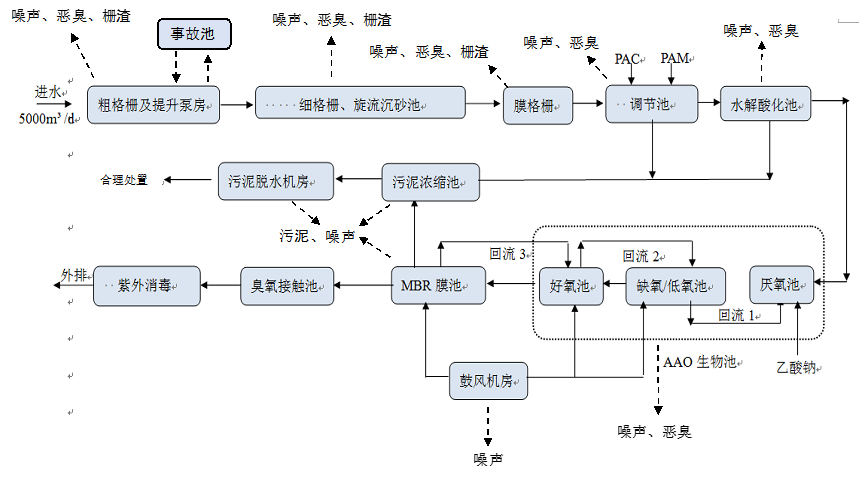 噪声、恶臭、栅渣
事故池
噪声、恶臭、栅渣
噪声、恶臭、栅渣
噪声、恶臭
噪声、恶臭
PAC
PAM
进水
5000m³/d
粗格栅及提升泵房
细格栅、旋流沉砂池
膜格栅
调节池
水解酸化池
合理处置
污泥脱水机房
污泥浓缩池
污泥、噪声
回流 3
回流 2
外排
紫外消毒
臭氧接触池
MBR 膜池
好氧池
缺氧/低氧池
厌氧池
回流 1
AAO 生物池
乙酸钠
鼓风机房
噪声、恶臭
噪声